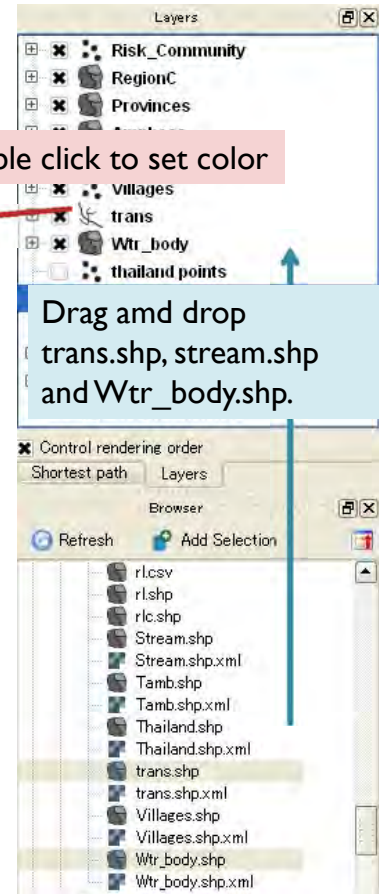 Layers
Risk_Community
RegionC
Provinces
ble click to set color
Villages
trans
Wtr_body
thailand points
Drag amd drop
trans.shp, stream.shp
and Wtr_body.shp.
Control rendering order
Shortest path Layers
Browser
Refresh Add Selection
rl.csv
rl.shp
rlc.shp
Stream.shp
Stream.shp.xml
Tamb.shp
Tamb.shp.xml
Thailand.shp
Thailand.shp.xml
trans.shp
trans.shp.xml
Villages.shp
Villages.shp.xml
Wtr_body.shp
Wtr_body.shp.xml